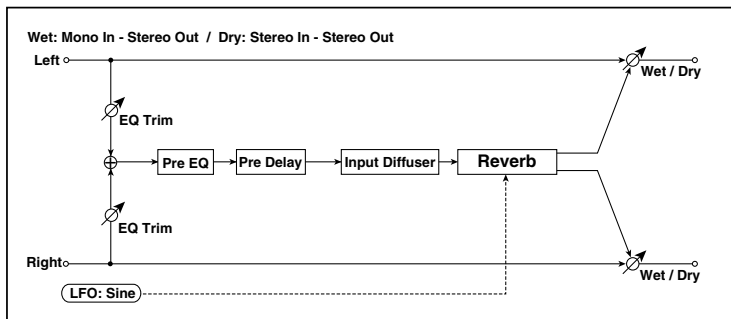 Wet: Mono In - Stereo Out / Dry: Stereo In - Stereo Out
Left
Wet / Dry
EQ Trim
Pre EQ
Pre Delay
Input Diffuser
Reverb
EQ Trim
Right
Wet / Dry
LFO: Sine